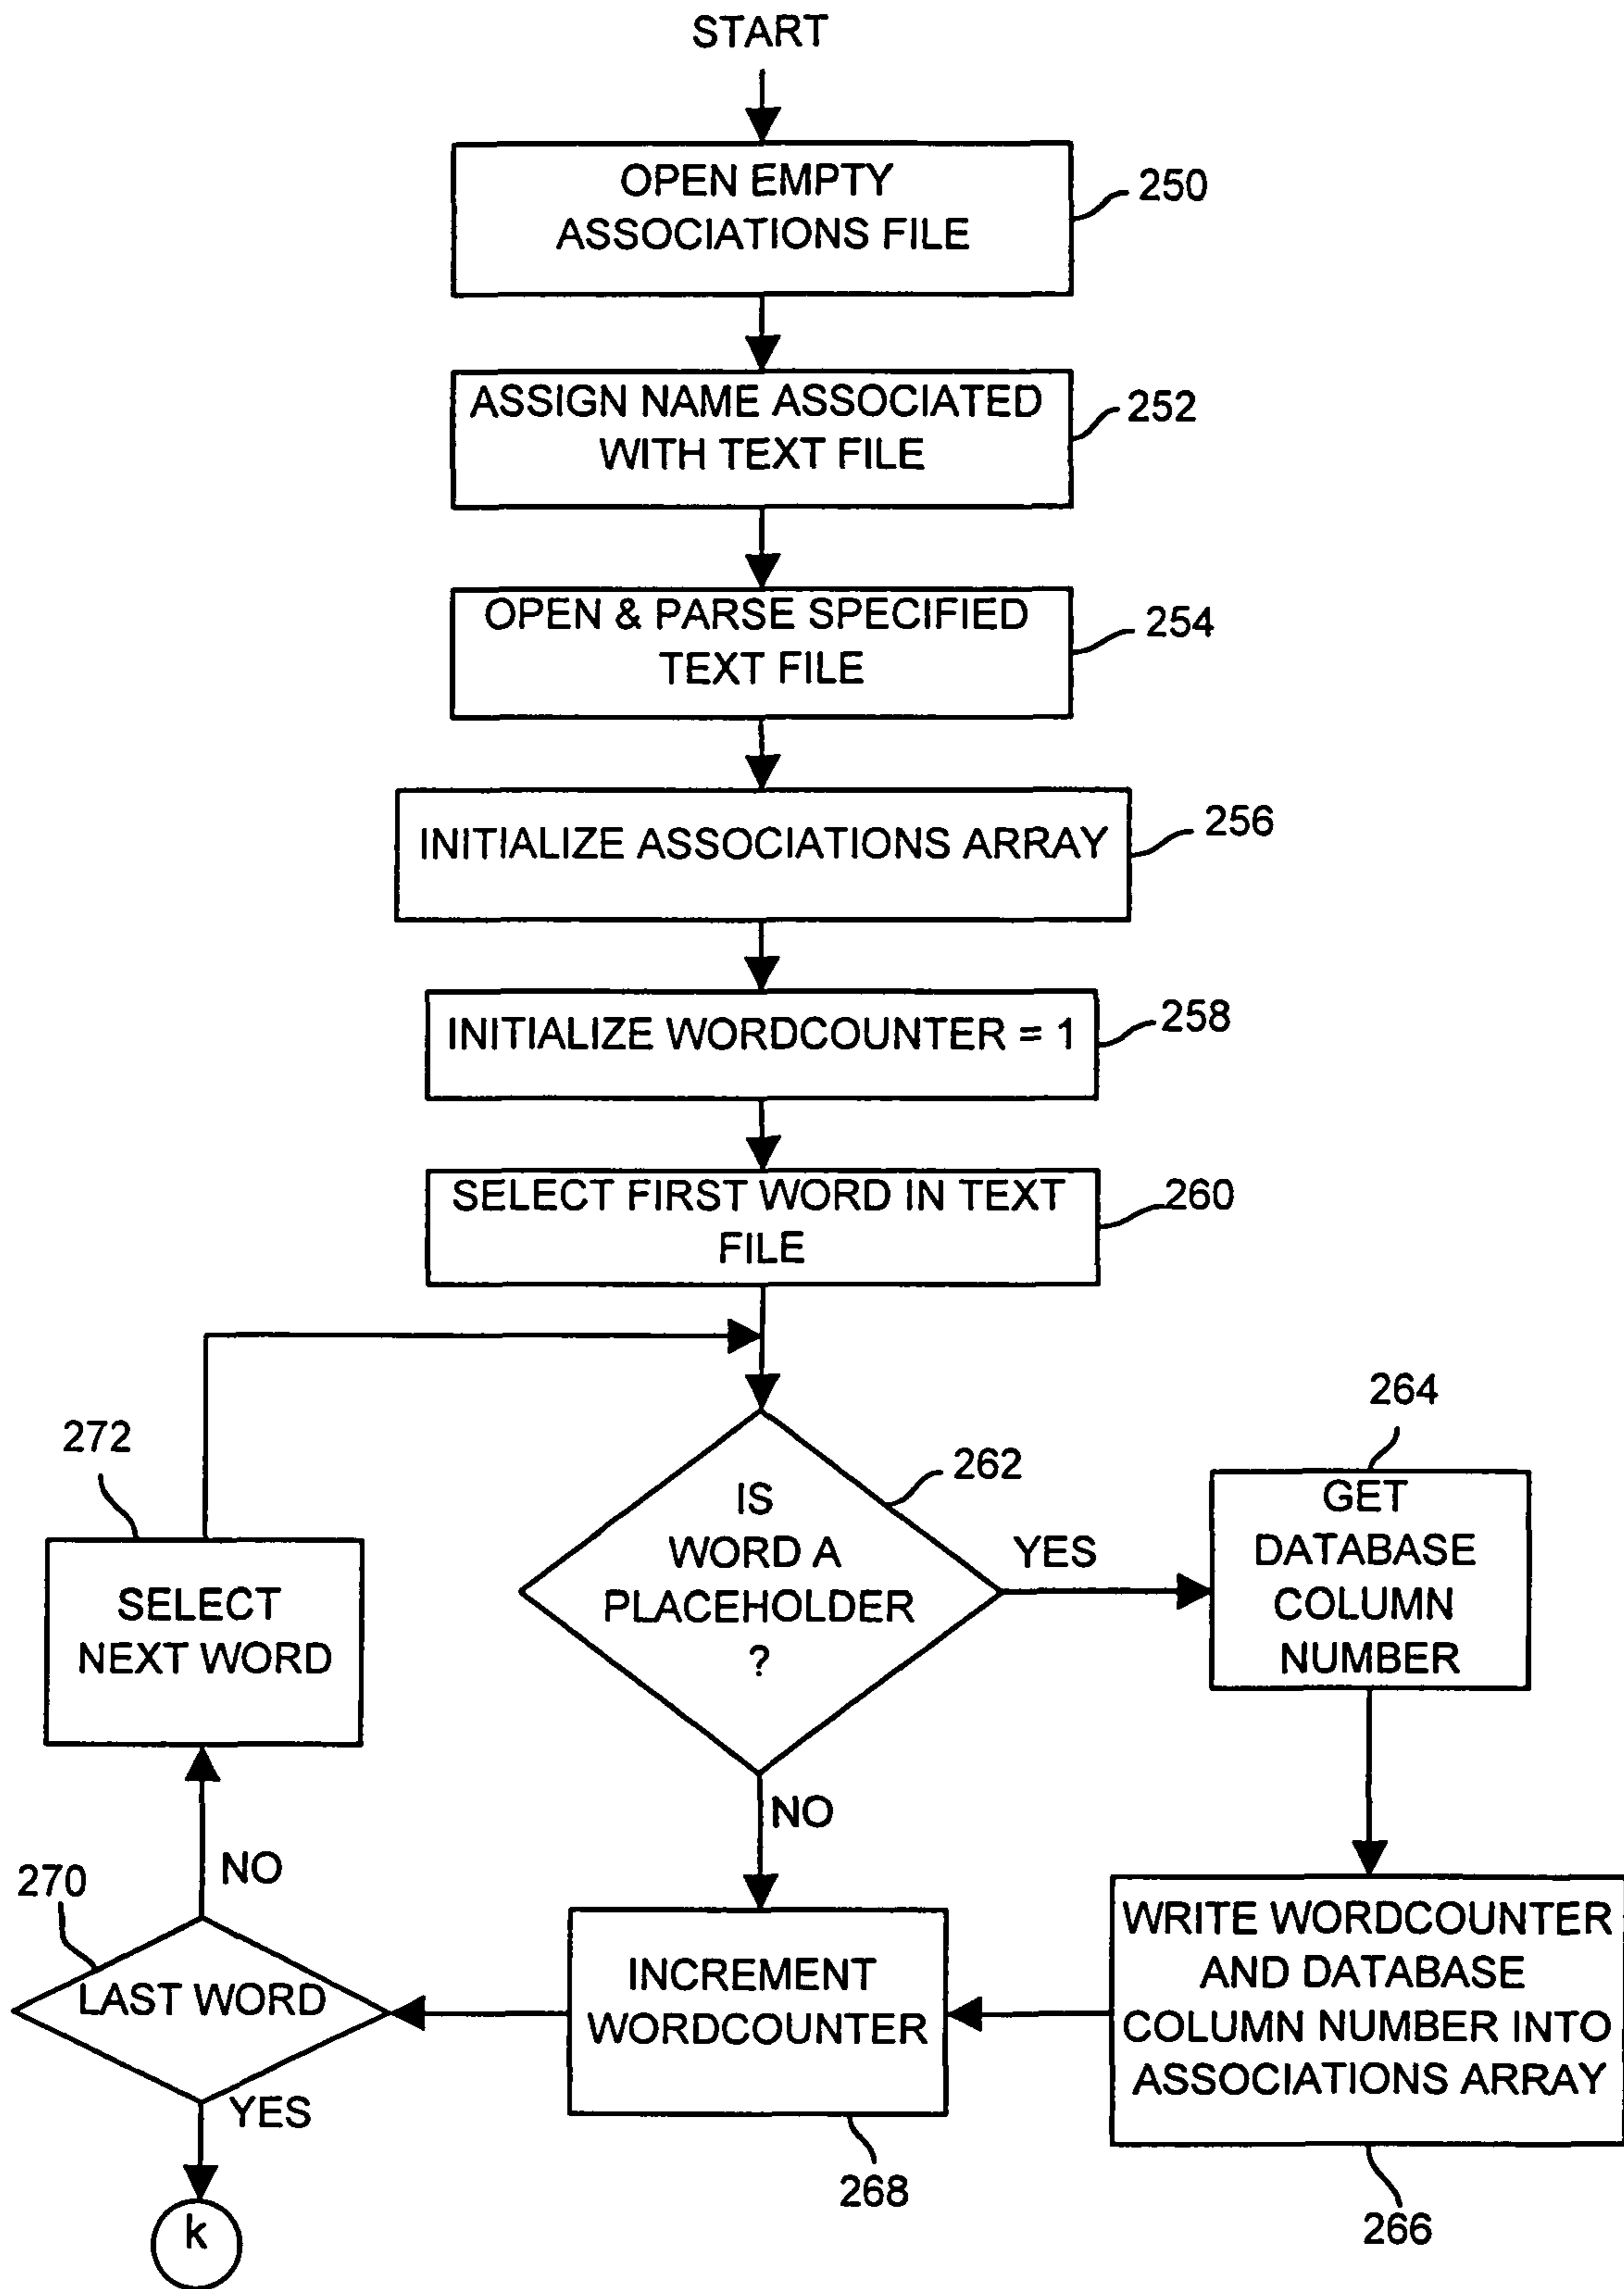 START
OPEN EMPTY
ASSOCIATIONS FILE
250
ASSIGN NAME ASSOCIATED
WITH TEXT FILE
252
OPEN & PARSE SPECIFIED
TEXT FILE
254
INITIALIZE ASSOCIATIONS ARRAY
256
INITIALIZE WORDCOUNTER = 1
258
SELECT FIRST WORD IN TEXT
FILE
260
IS
WORD A
PLACEHOLDER
?
262
YES
264
GET
DATABASE
COLUMN
NUMBER
272
SELECT
NEXT WORD
NO
NO
270
LAST WORD
YES
INCREMENT
WORDCOUNTER
268
WRITE WORDCOUNTER
AND DATABASE
COLUMN NUMBER INTO
ASSOCIATIONS ARRAY
266
k